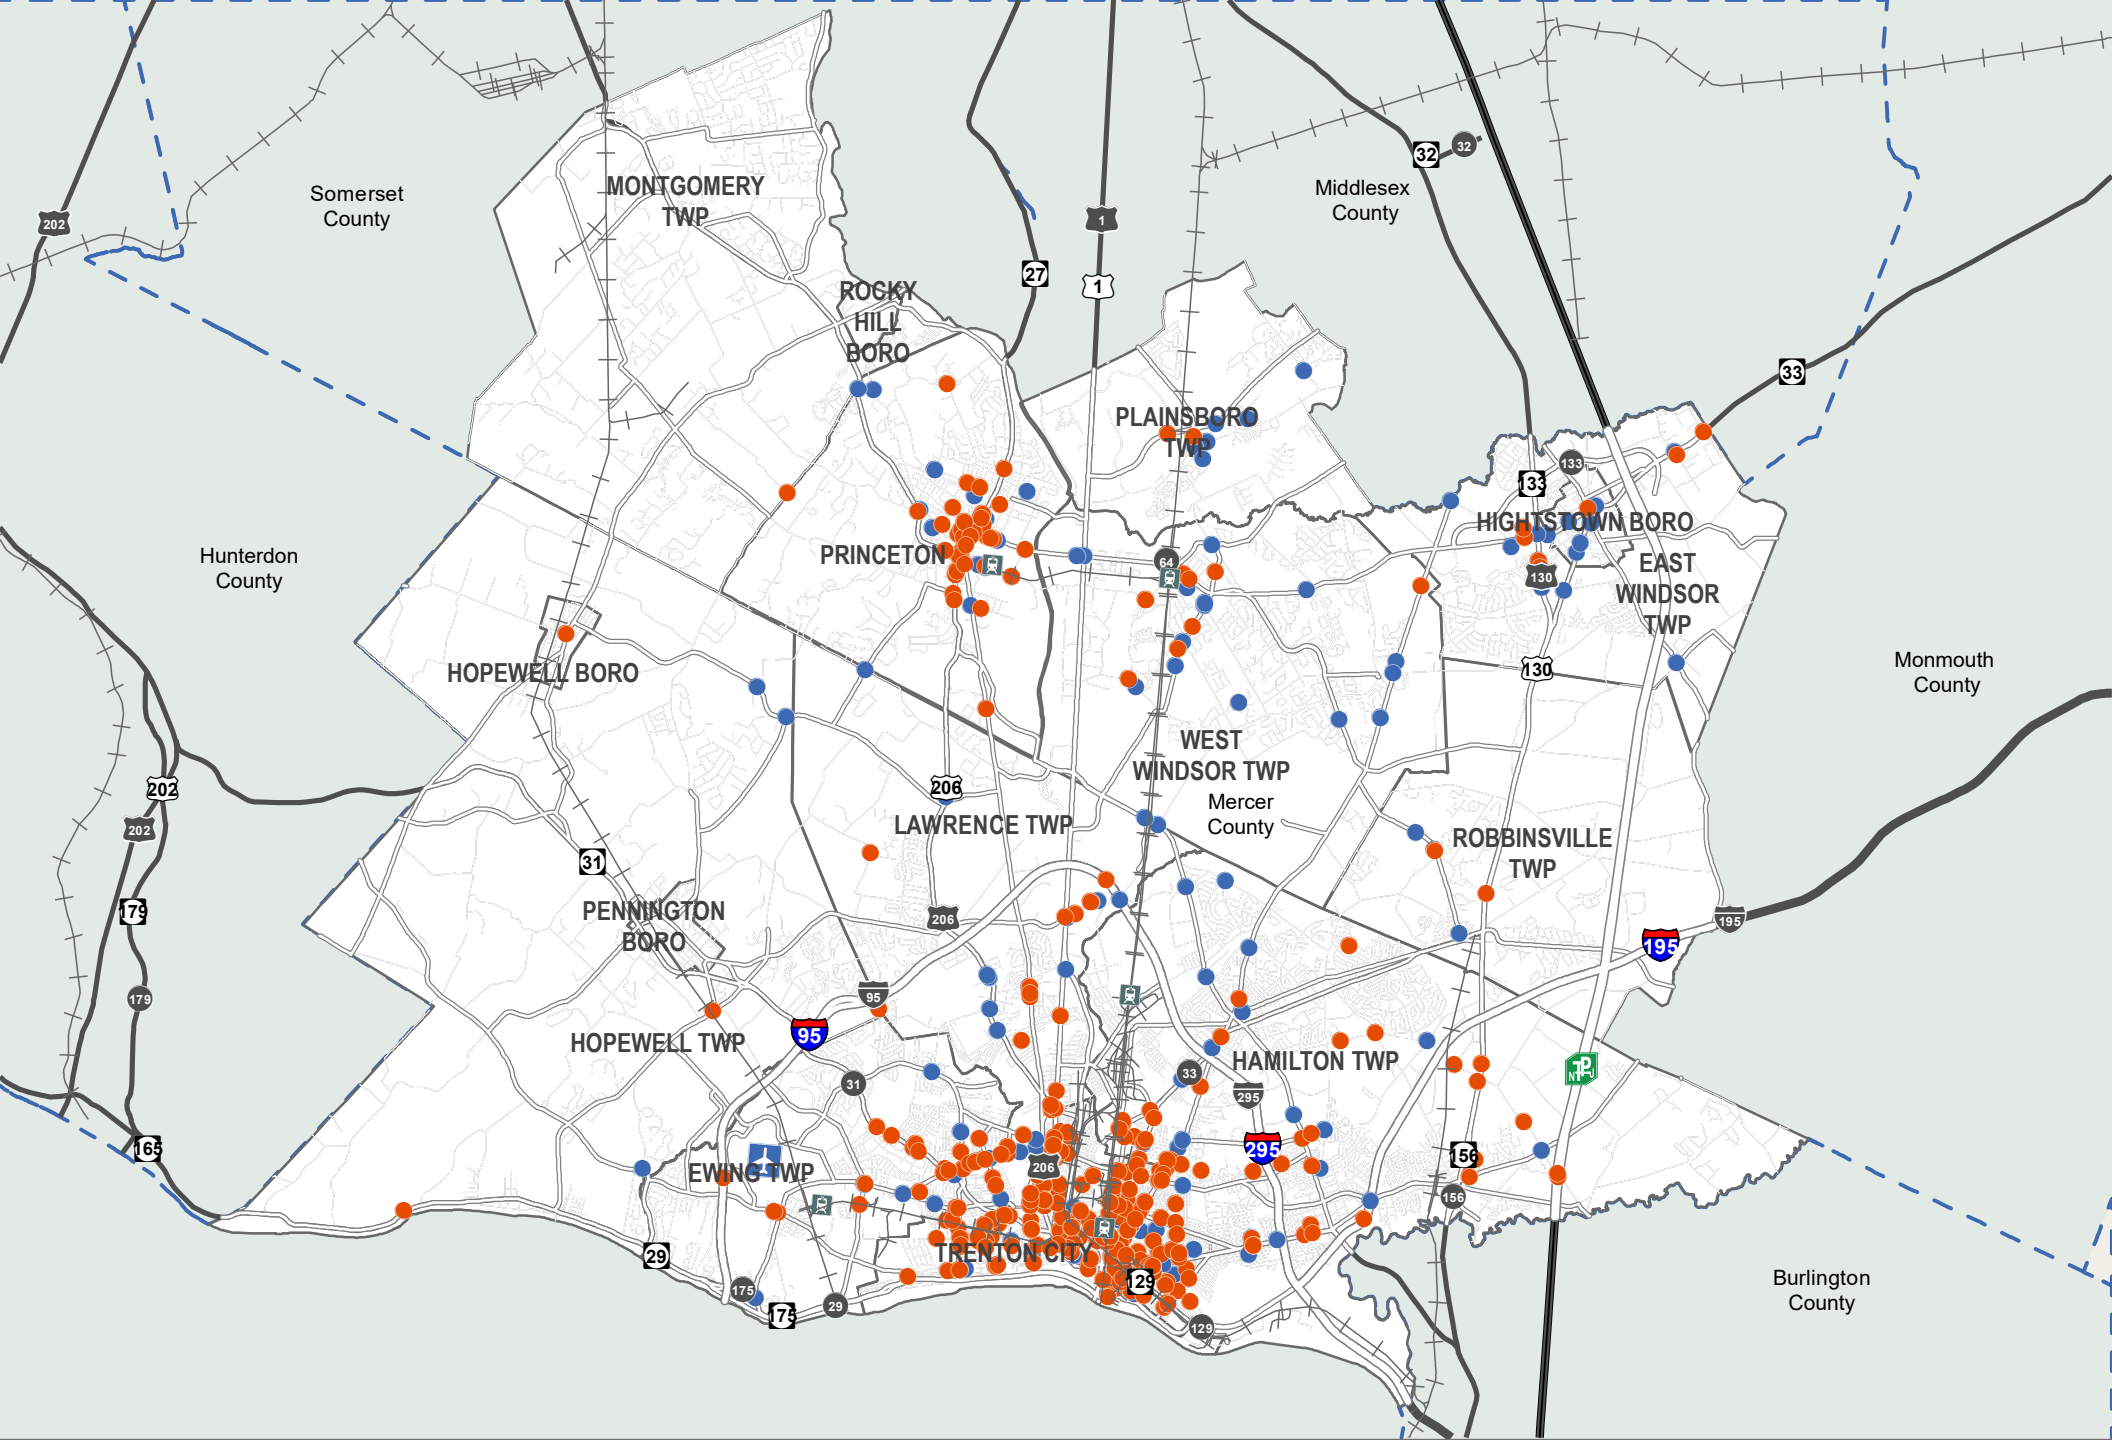 32
32
MONTGOMERY
TWP
Somerset
County
Middlesex
County
202
1
27
1
ROCKY
HILL
BORO
33
PLAINSBORO
TWP
133
133
HIGHTSTOWN BORO
PRINCETON
Hunterdon
County
64
130
EAST
WINDSOR
TWP
HOPEWELL BORO
130
Monmouth
County
WEST
WINDSOR TWP
202
206
Mercer
County
202
LAWRENCE TWP
ROBBINSVILLE
TWP
31
179
PENNINGTON
BORO
206
195
195
179
95
95
HOPEWELL TWP
HAMILTON TWP
NTPJ
31
33
295
165
295
156
EWING TWP
206
156
29
TRENTON CITY
129
Burlington
County
175
175
29
129